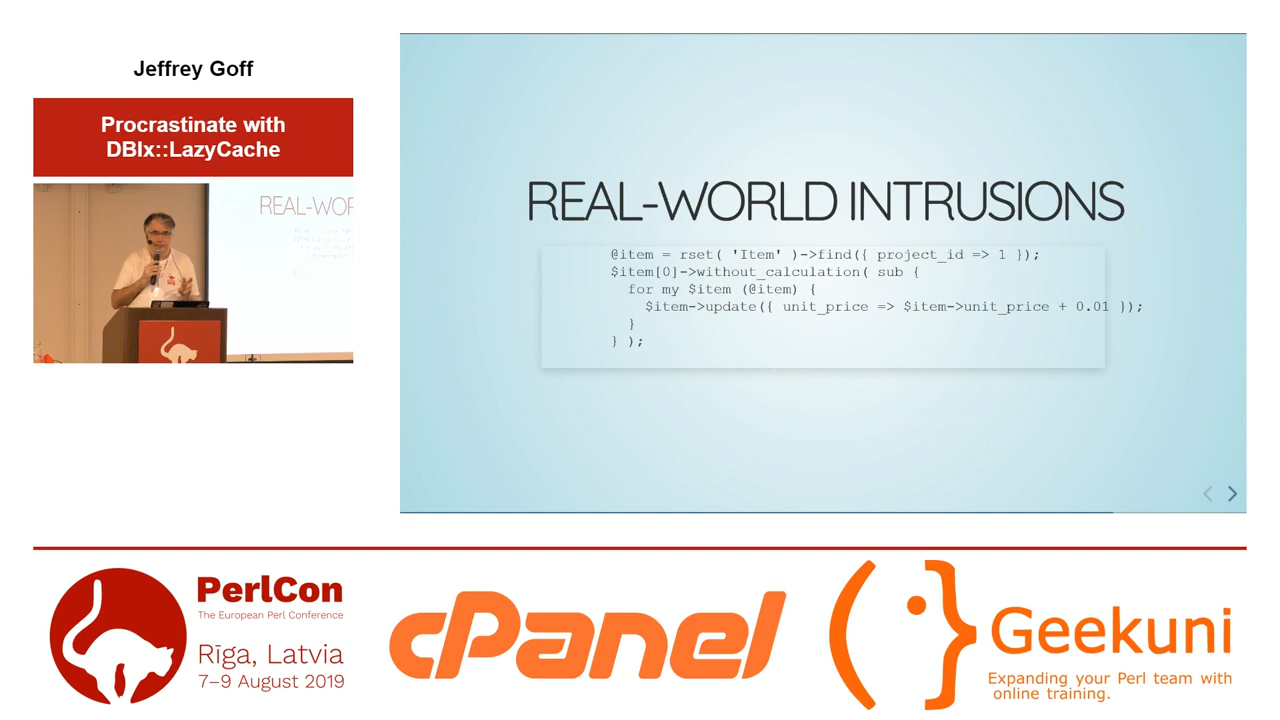 Jeffrey Goff
Procrastinate with
DBIx::LazyCache
REAL-WOR
REAL-WORLD INTRUSIONS
@item = rset( 'Item' )->find({ project_id => 1 });
$item[0]->without_calculation( sub {
for my $item (@item) {
$item->update({ unit_price => $item->unit_price + 0.01 });
}
} );
PerlCon
The European Perl Conference
Rīga, Latvia
7–9 August 2019
cPanel
Geekuni
Expanding your Perl team with
online training.